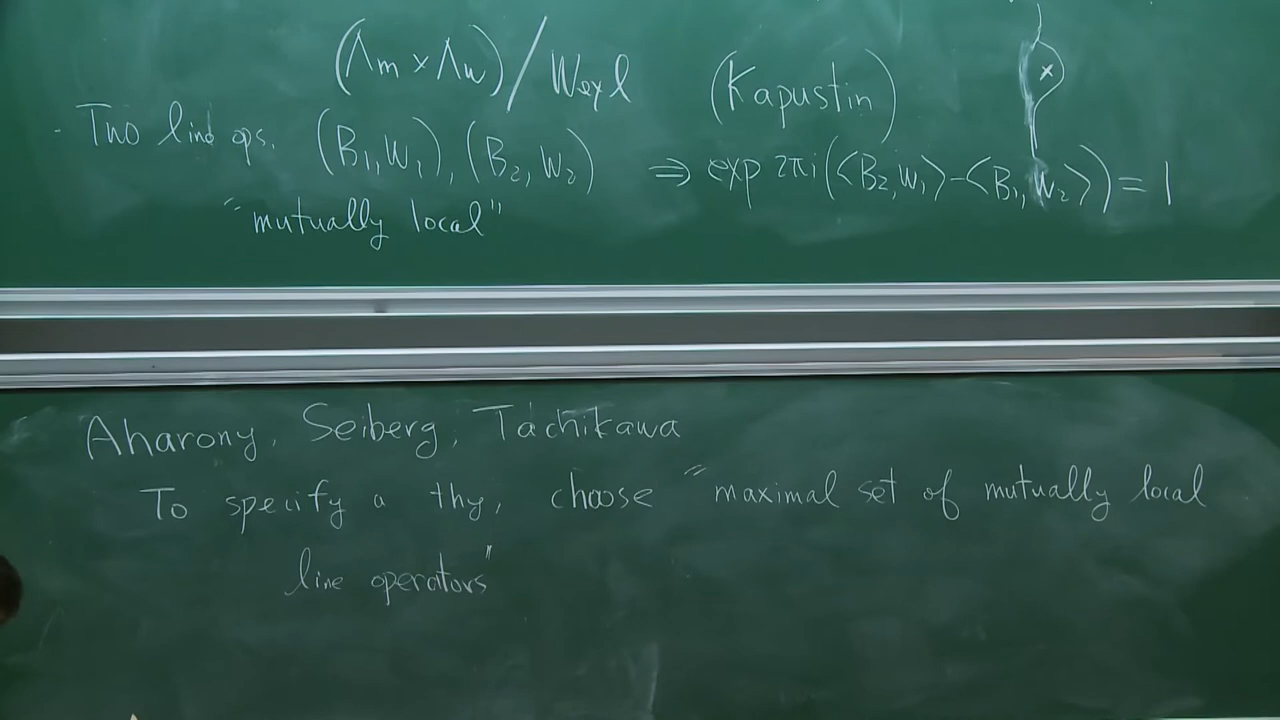 (Λm × Λw) / Weyl (Kapustin)
· Two line ops. (B₁, W₁), (B₂, W₂) ⇒ exp 2πi(<B₂, W₁> - <B₁, W₂>) = 1
"mutually local"
Aharony, Seiberg, Tachikawa
To specify a thy, choose "maximal set of mutually local
line operators"